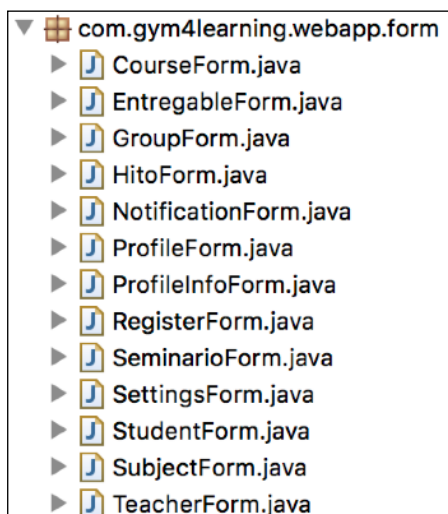 com.gym4learning.webapp.form
CourseForm.java
EntregableForm.java
GroupForm.java
HitoForm.java
NotificationForm.java
ProfileForm.java
ProfileInfoForm.java
RegisterForm.java
SeminarioForm.java
SettingsForm.java
StudentForm.java
SubjectForm.java
TeacherForm.java